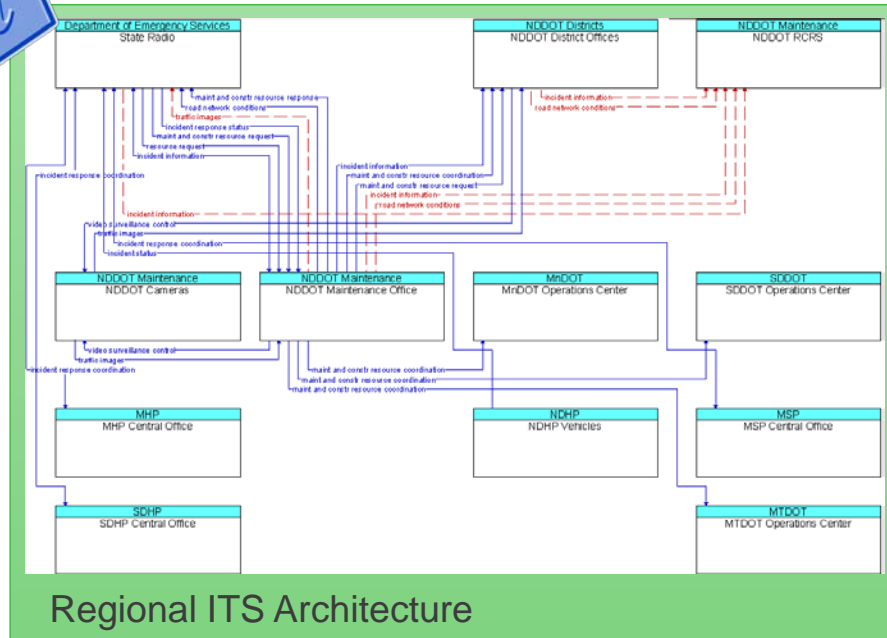 Department of Emergency Services
State Radio
NDDOT Districts
NDDOT District Offices
NDDOT Maintenance
NDDOT RCRS
maint and constr resource response
road network conditions
traffic images
incident response status
maint and constr resource request
resource request
incident information
incident information
road network conditions
incident information
maint and constr resource coordination
maint and constr resource request
incident response coordination
incident information
road network conditions
incident information
video surveillance control
traffic images
incident response coordination
incident status
NDDOT Maintenance
NDDOT Cameras
NDDOT Maintenance
NDDOT Maintenance Office
MnDOT
MnDOT Operations Center
SDDOT
SDDOT Operations Center
video surveillance control
traffic images
incident response coordination
maint and constr resource coordination
maint and constr resource coordination
maint and constr resource coordination
MHP
MHP Central Office
NDHP
NDHP Vehicles
MSP
MSP Central Office
SDHP
SDHP Central Office
MTDOT
MTDOT Operations Center
Regional ITS Architecture